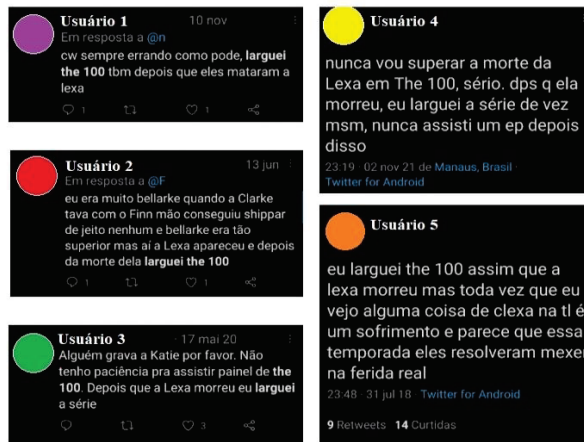 Usuário 1
10 nov
Em resposta a @n
cw sempre errando como pode, larguei
the 100 tbm depois que eles mataram a
lexa
1
1
Usuário 2
13 jun
Em resposta a @F
eu era muito bellarke quando a Clarke
tava com o Finn mão conseguiu shippar
de jeito nenhum e bellarke era tão
superior mas aí a Lexa apareceu e depois
da morte dela larguei the 100
1
1
Usuário 3
· 17 mai 20
Alguém grava a Katie por favor. Não
tenho paciência pra assistir painel de the
100. Depois que a Lexa morreu eu larguei
a série
3
Usuário 4
nunca vou superar a morte da
Lexa em The 100, sério. dps q ela
morreu, eu larguei a série de vez
msm, nunca assisti um ep depois
disso
23:19 · 02 nov 21 de Manaus, Brasil ·
Twitter for Android
Usuário 5
eu larguei the 100 assim que a
lexa morreu mas toda vez que eu
vejo alguma coisa de clexa na tl é
um sofrimento e parece que essa
temporada eles resolveram mexer
na ferida real
23:48 · 31 jul 18 · Twitter for Android
9 Retweets 14 Curtidas